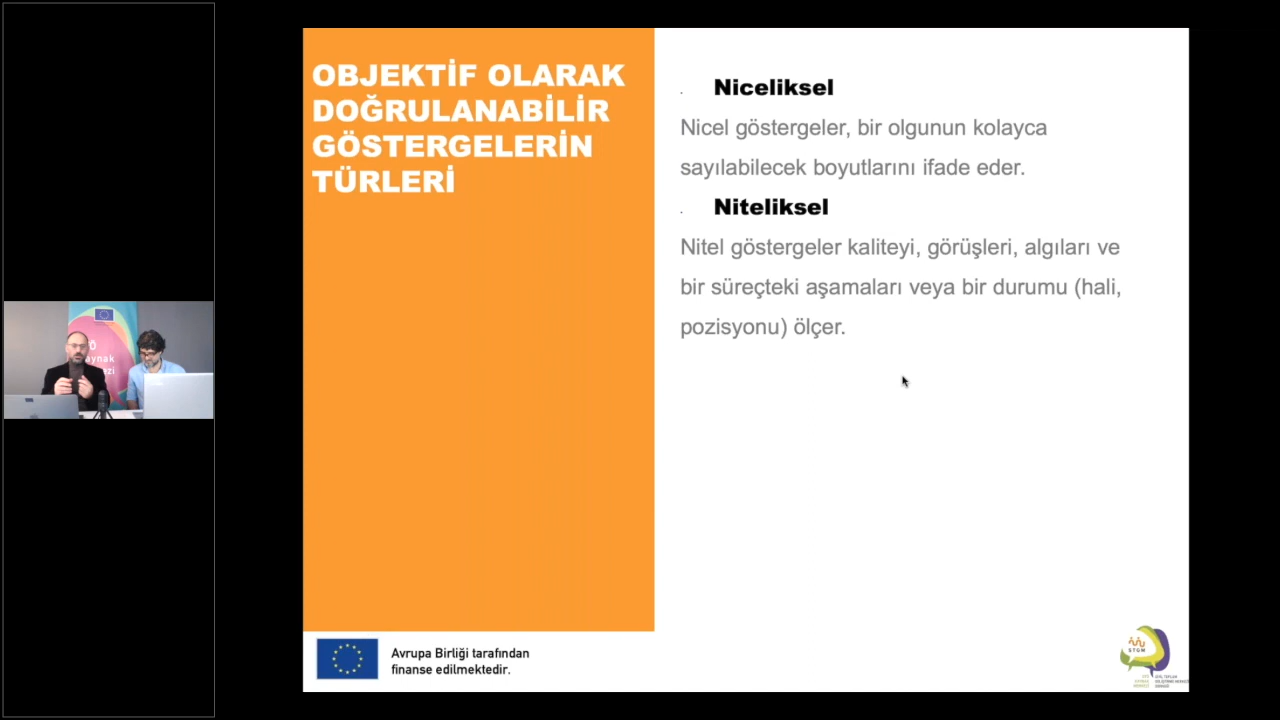 OBJEKTİF OLARAK
DOĞRULANABİLİR
GÖSTERGELERİN
TÜRLERİ
Niceliksel
Nicel göstergeler, bir olgunun kolayca
sayılabilecek boyutlarını ifade eder.
Niteliksel
Nitel göstergeler kaliteyi, görüşleri, algıları ve
bir süreçteki aşamaları veya bir durumu (hali,
pozisyonu) ölçer.
Avrupa Birliği tarafından
finanse edilmektedir.
STGM